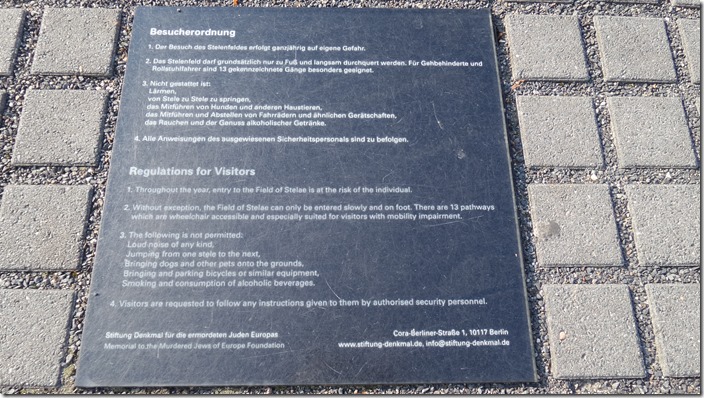 Besucherordnung
1. Der Besuch des Stelenfeldes erfolgt ganzjährig auf eigene Gefahr.
2. Das Stelenfeld darf grundsätzlich nur zu Fuß und langsam durchquert werden. Für Gehbehinderte und
Rollstuhlfahrer sind 13 gekennzeichnete Gänge besonders geeignet.
3. Nicht gestattet ist:
Lärmen,
von Stele zu Stele zu springen,
das Mitführen von Hunden und anderen Haustieren,
das Mitführen und Abstellen von Fahrrädern und ähnlichen Gerätschaften,
das Rauchen und der Genuss alkoholischer Getränke.
4. Alle Anweisungen des ausgewiesenen Sicherheitspersonals sind zu befolgen.
Regulations for Visitors
1. Throughout the year, entry to the Field of Stelae is at the risk of the individual.
2. Without exception, the Field of Stelae can only be entered slowly and on foot. There are 13 pathways
which are wheelchair accessible and especially suited for visitors with mobility impairment.
3. The following is not permitted:
Loud noise of any kind,
Jumping from one stele to the next,
Bringing dogs and other pets onto the grounds,
Bringing and parking bicycles or similar equipment,
Smoking and consumption of alcoholic beverages.
4. Visitors are requested to follow any instructions given to them by authorised security personnel.
Stiftung Denkmal für die ermordeten Juden Europas
Memorial to the Murdered Jews of Europe Foundation
Cora-Berliner-Straße 1, 10117 Berlin
www.stiftung-denkmal.de, info@stiftung-denkmal.de